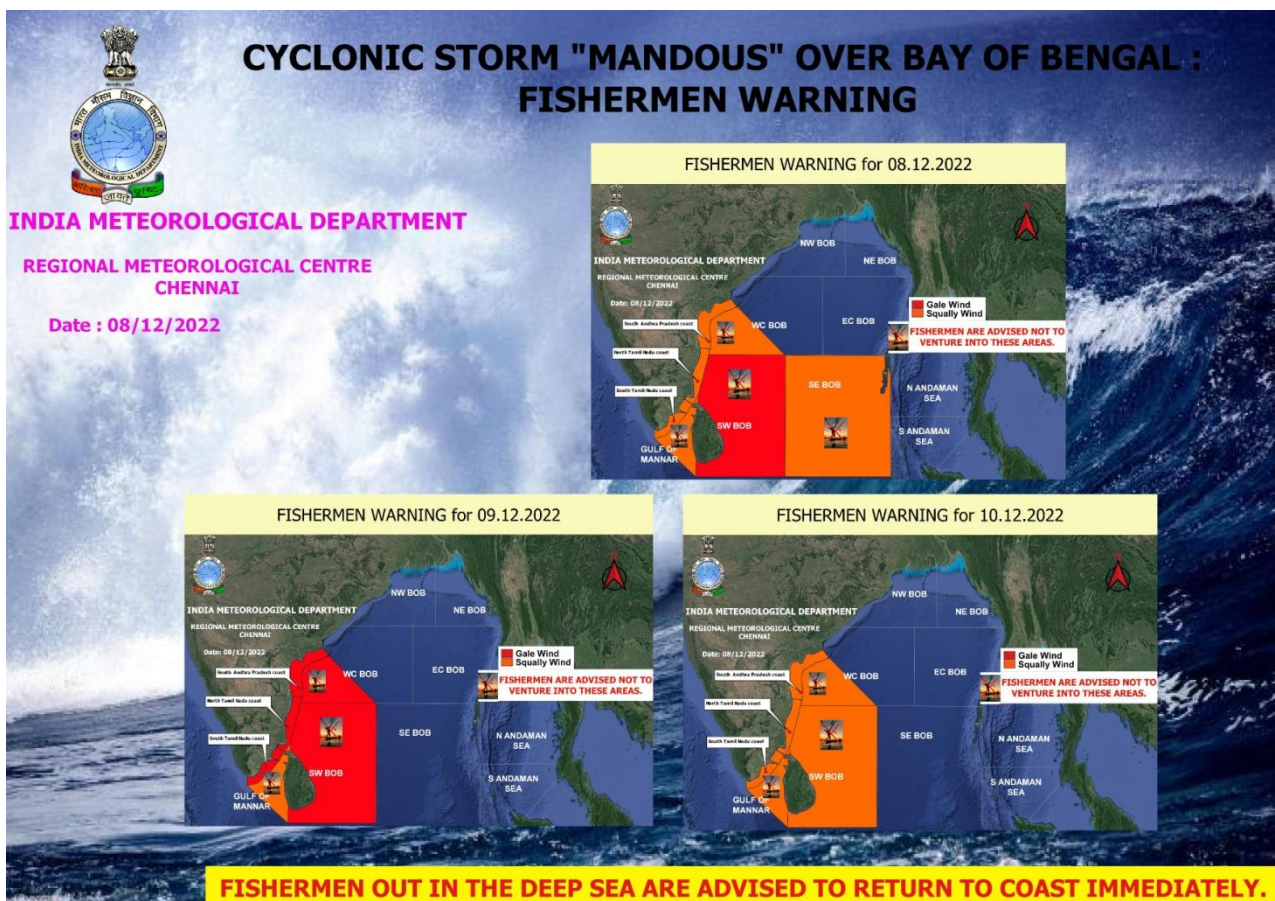 CYCLONIC STORM "MANDOUS" OVER BAY OF BENGAL :
FISHERMEN WARNING
भारत मौसम विज्ञान विभाग
INDIA METEOROLOGICAL DEPARTMENT
जायते
INDIA METEOROLOGICAL DEPARTMENT
REGIONAL METEOROLOGICAL CENTRE
CHENNAI
Date : 08/12/2022
FISHERMEN WARNING for 08.12.2022
INDIA METEOROLOGICAL DEPARTMENT
REGIONAL METEOROLOGICAL CENTRE
CHENNAI
Date: 08/12/2022
NW BOB
NE BOB
South Andhra Pradesh coast
WC BOB
EC BOB
Gale Wind
Squally Wind
FISHERMEN ARE ADVISED NOT TO
VENTURE INTO THESE AREAS.
North Tamil Nadu coast
South Tamil Nadu coast
SE BOB
N ANDAMAN
SEA
SW BOB
S ANDAMAN
SEA
GULF OF
MANNAR
FISHERMEN WARNING for 09.12.2022
INDIA METEOROLOGICAL DEPARTMENT
REGIONAL METEOROLOGICAL CENTRE
CHENNAI
Date: 08/12/2022
NW BOB
NE BOB
South Andhra Pradesh coast
WC BOB
EC BOB
Gale Wind
Squally Wind
FISHERMEN ARE ADVISED NOT TO
VENTURE INTO THESE AREAS.
North Tamil Nadu coast
South Tamil Nadu coast
SE BOB
N ANDAMAN
SEA
SW BOB
S ANDAMAN
SEA
GULF OF
MANNAR
FISHERMEN WARNING for 10.12.2022
INDIA METEOROLOGICAL DEPARTMENT
REGIONAL METEOROLOGICAL CENTRE
CHENNAI
Date: 08/12/2022
NW BOB
NE BOB
South Andhra Pradesh coast
WC BOB
EC BOB
Gale Wind
Squally Wind
FISHERMEN ARE ADVISED NOT TO
VENTURE INTO THESE AREAS.
North Tamil Nadu coast
South Tamil Nadu coast
SE BOB
N ANDAMAN
SEA
SW BOB
S ANDAMAN
SEA
GULF OF
MANNAR
FISHERMEN OUT IN THE DEEP SEA ARE ADVISED TO RETURN TO COAST IMMEDIATELY.